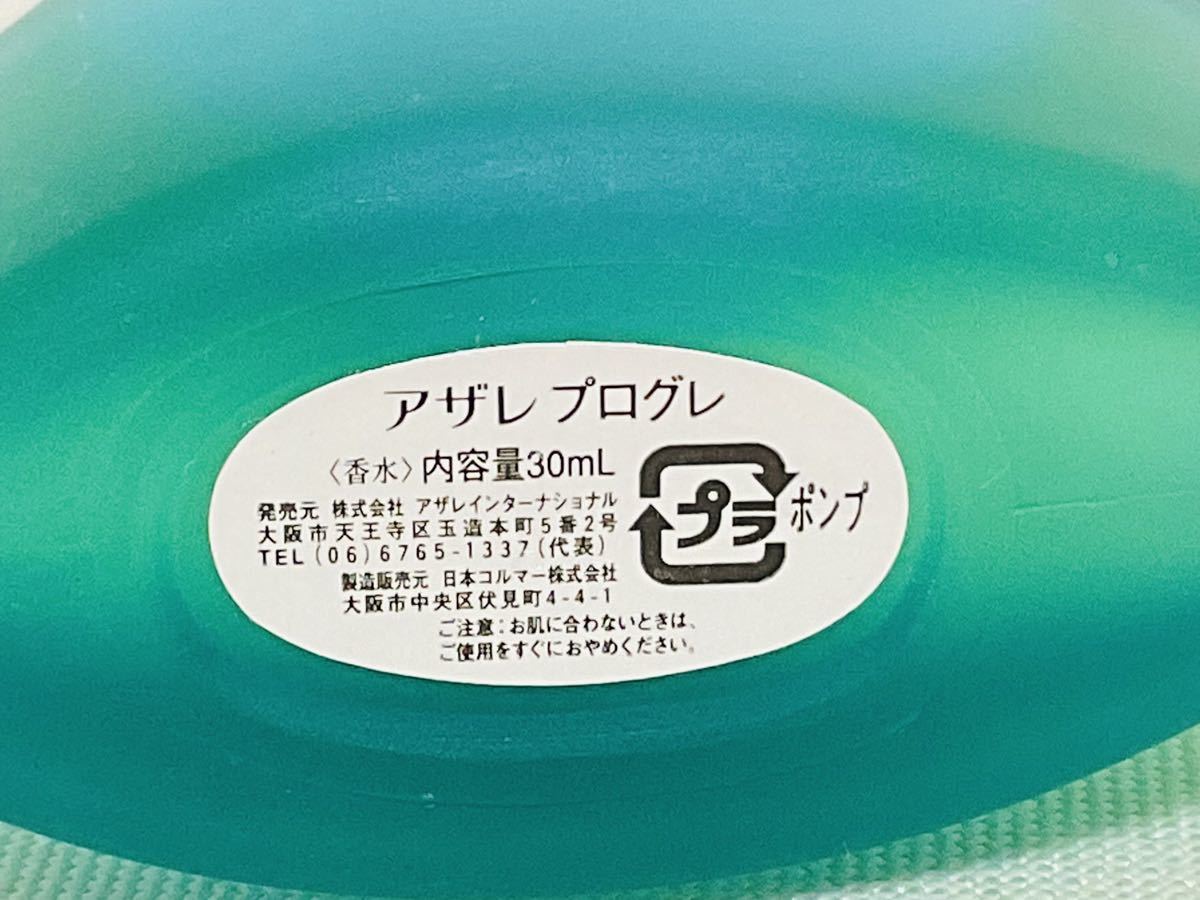 アザレ プログレ
〈香水〉内容量30mL
発売元 株式会社 アザレインターナショナル
大阪市天王寺区玉造本町5番2号
TEL(06)6765-1337(代表)
製造販売元 日本コルマー株式会社
大阪市中央区伏見町4-4-1
ご注意:お肌に合わないときは、
ご使用をすぐにおやめください。
プラ ポンプ